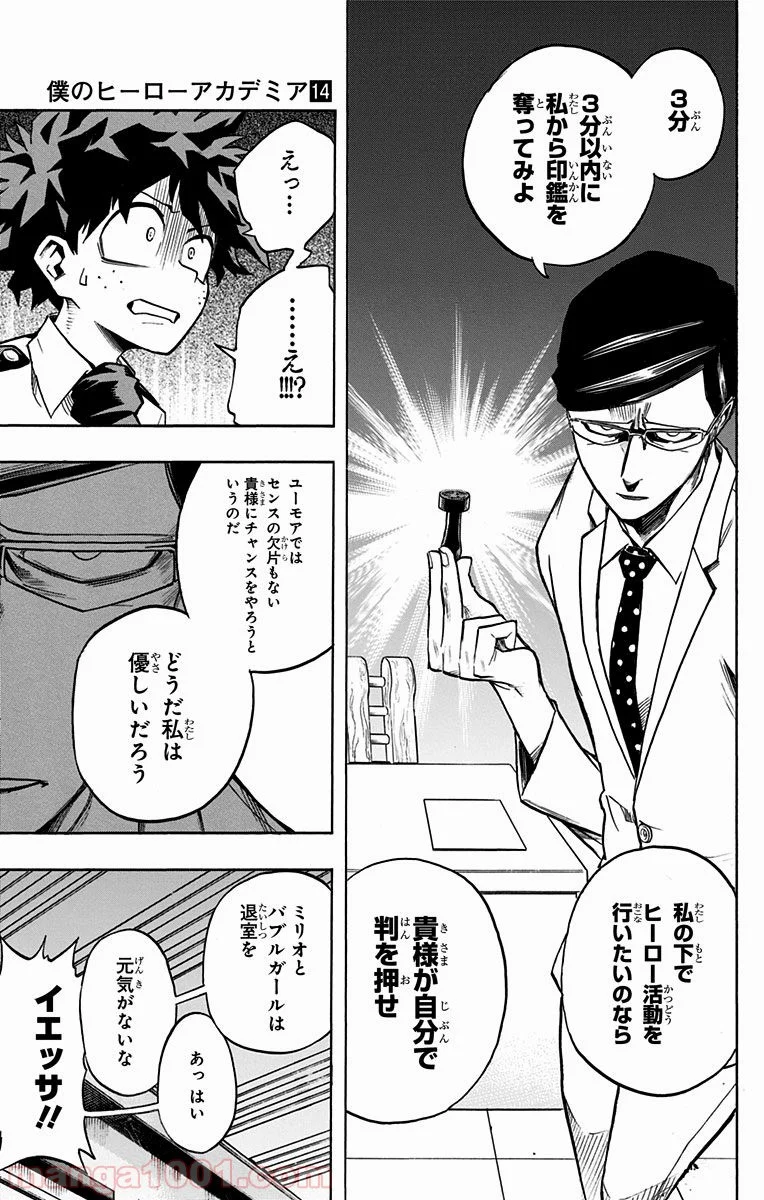 僕のヒーローアカデミア14
3分
3分以内に
私から印鑑を
奪ってみよ
私の下で
ヒーロー活動を
行いたいのなら
貴様が自分で
判を押せ
えっ…
……え
!!!?
ユーモアでは
センスの欠片もない
貴様にチャンスをやろうと
いうのだ
どうだ私は
優しいだろう
ミリオと
バブルガールは
退室を
あっ はい
元気がないな
イエッサ!!
manga1001.com